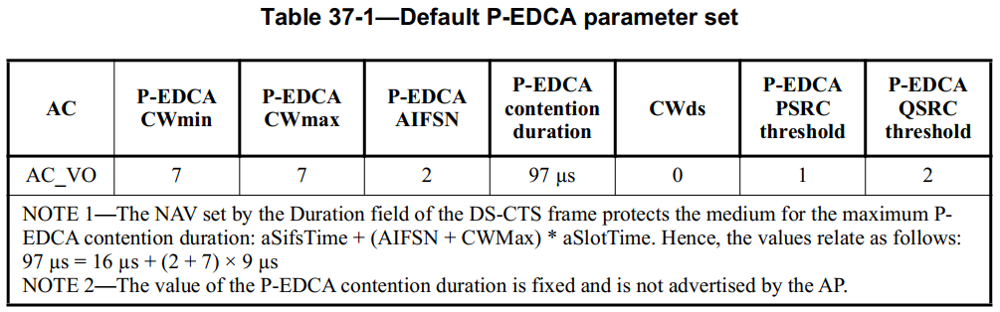 Table 37-1—Default P-EDCA parameter set
AC
P-EDCA
CWmin
P-EDCA
CWmax
P-EDCA
AIFSN
P-EDCA
contention
duration
CWds
P-EDCA
PSRC
threshold
P-EDCA
QSRC
threshold
AC_VO 7 7 2 97 µs 0 1 2
NOTE 1—The NAV set by the Duration field of the DS-CTS frame protects the medium for the maximum P-
EDCA contention duration: aSifsTime + (AIFSN + CWMax) * aSlotTime. Hence, the values relate as follows:
97 µs = 16 µs + (2 + 7) × 9 µs
NOTE 2—The value of the P-EDCA contention duration is fixed and is not advertised by the AP.